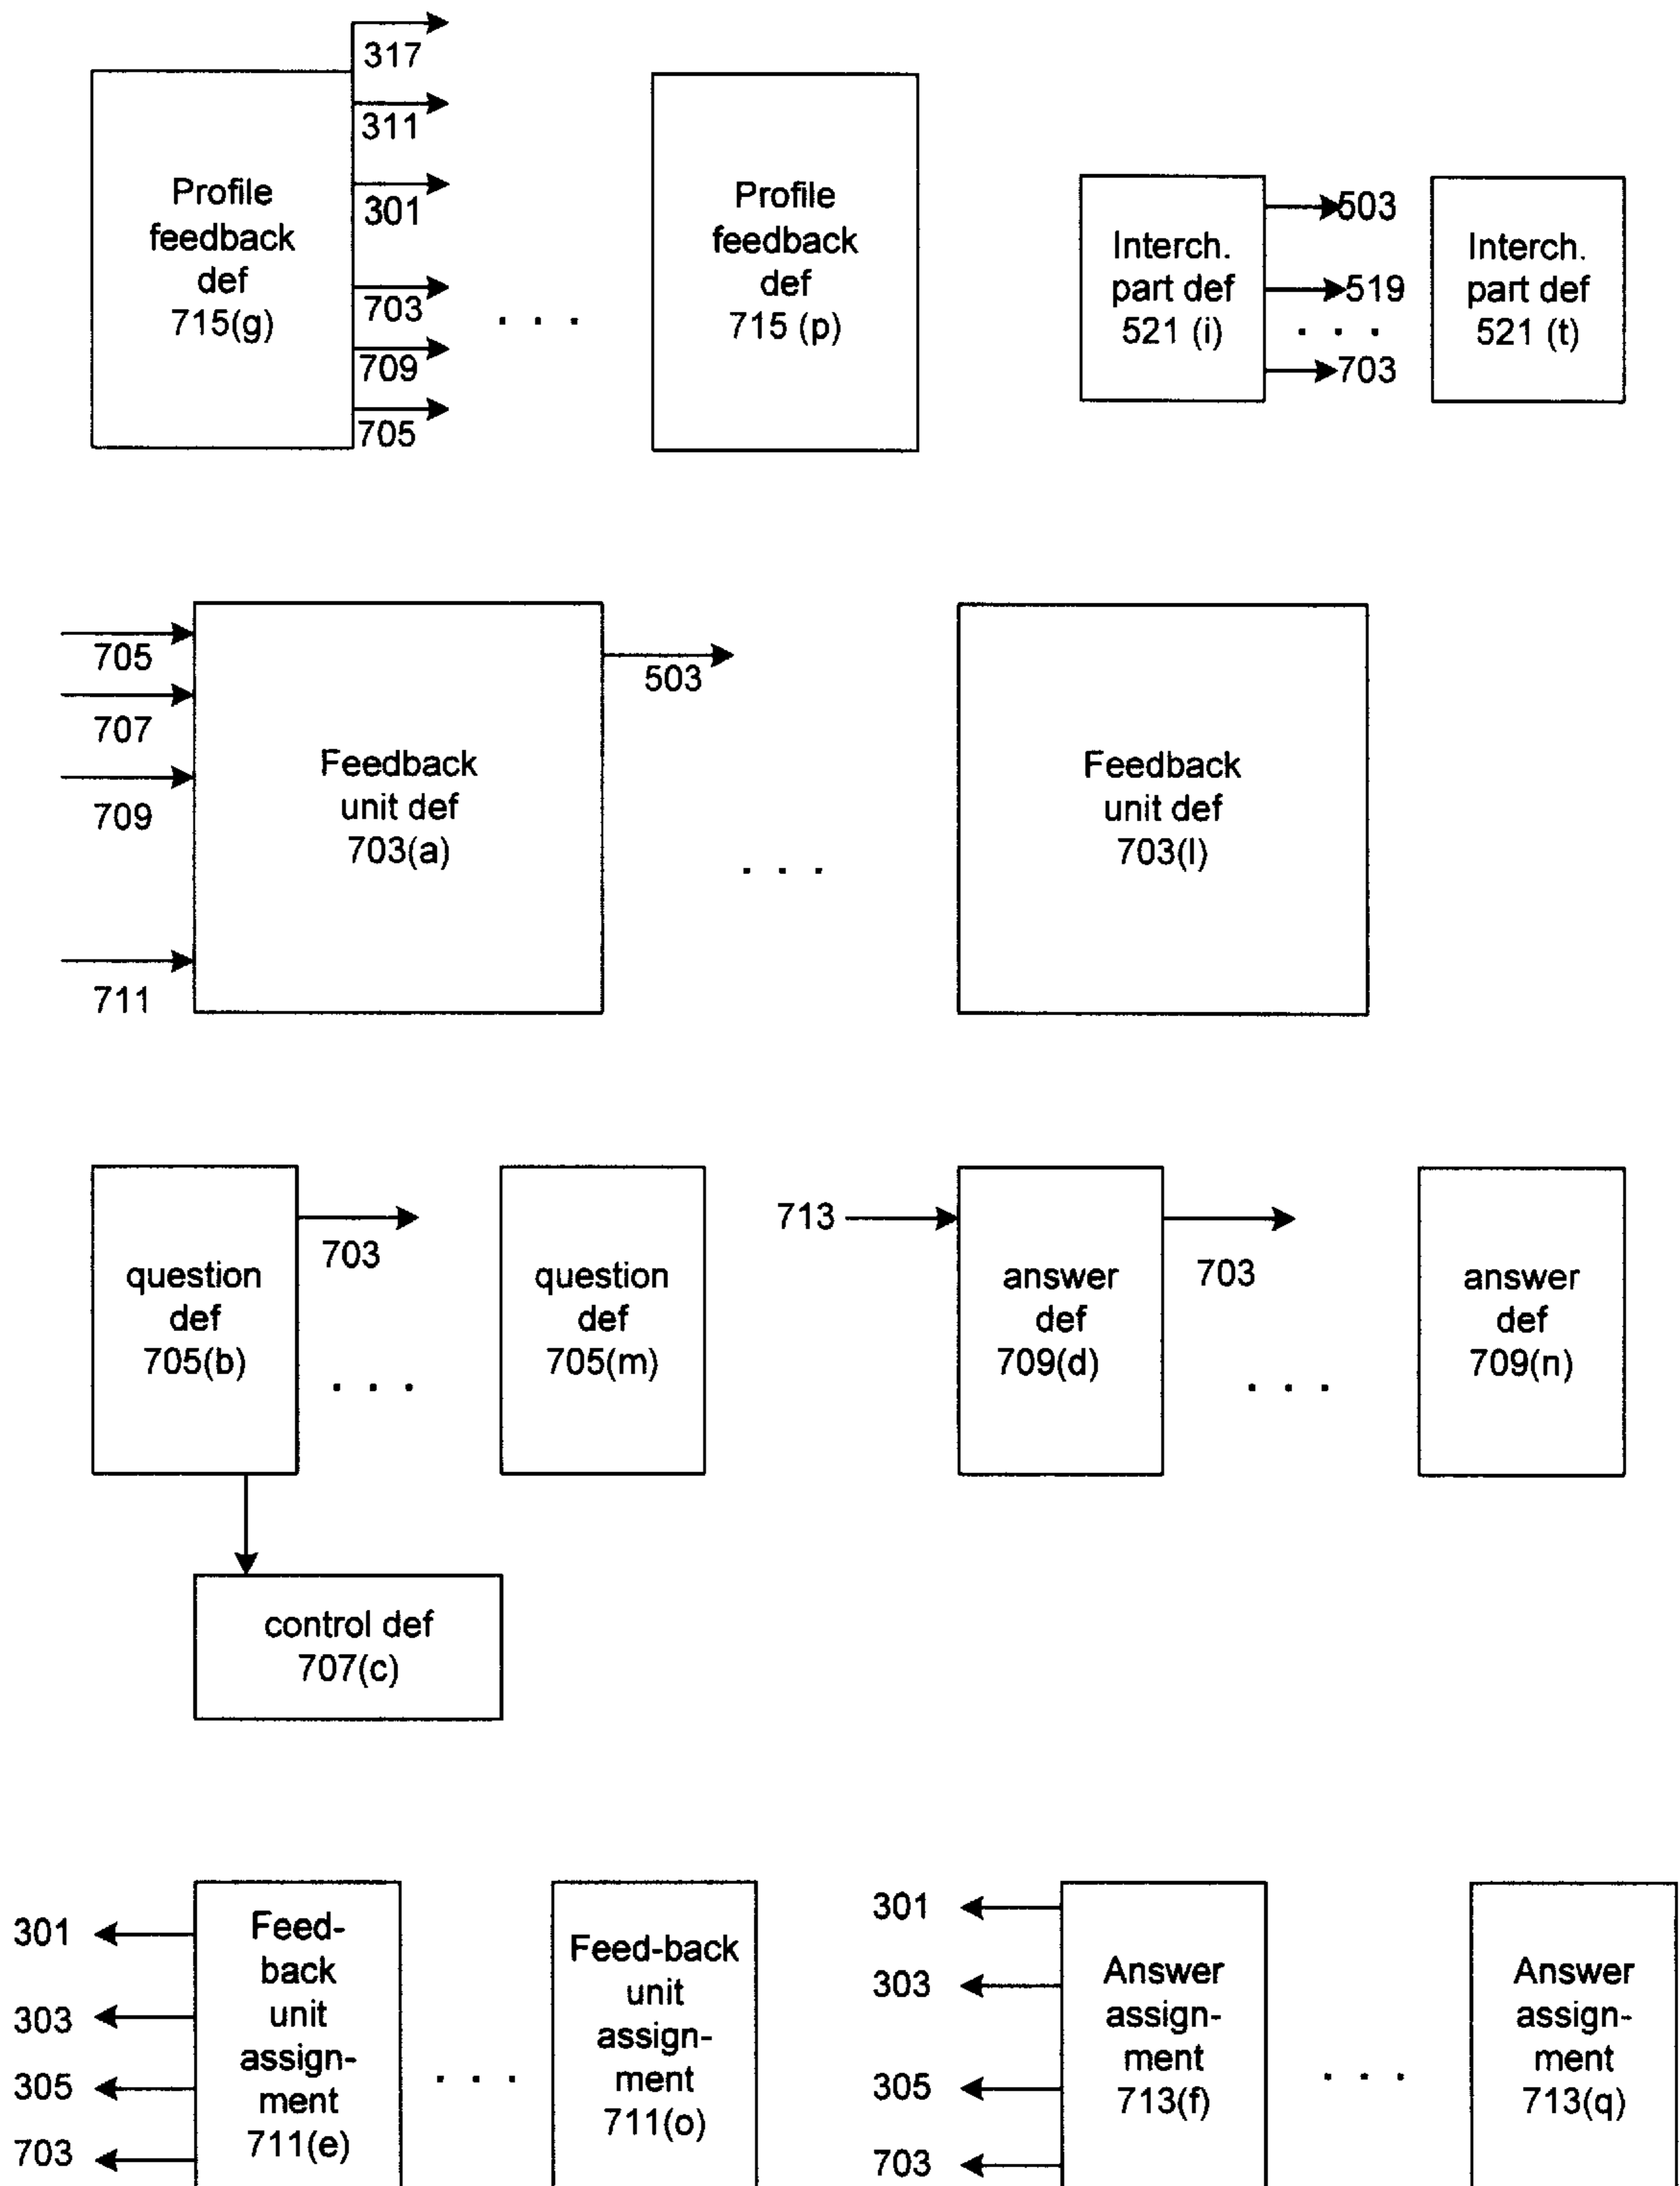 317
311
301
703
709
705
Profile
feedback
def
715(g)
. . .
Profile
feedback
def
715 (p)
Interch.
part def
521 (i)
503
519
. . .
703
Interch.
part def
521 (t)
705
707
709
711
Feedback
unit def
703(a)
503
. . .
Feedback
unit def
703(l)
question
def
705(b)
703
. . .
question
def
705(m)
713
answer
def
709(d)
703
. . .
answer
def
709(n)
control def
707(c)
301
303
305
703
Feed-
back
unit
assign-
ment
711(e)
. . .
Feed-back
unit
assign-
ment
711(o)
301
303
305
703
Answer
assign-
ment
713(f)
. . .
Answer
assign-
ment
713(q)